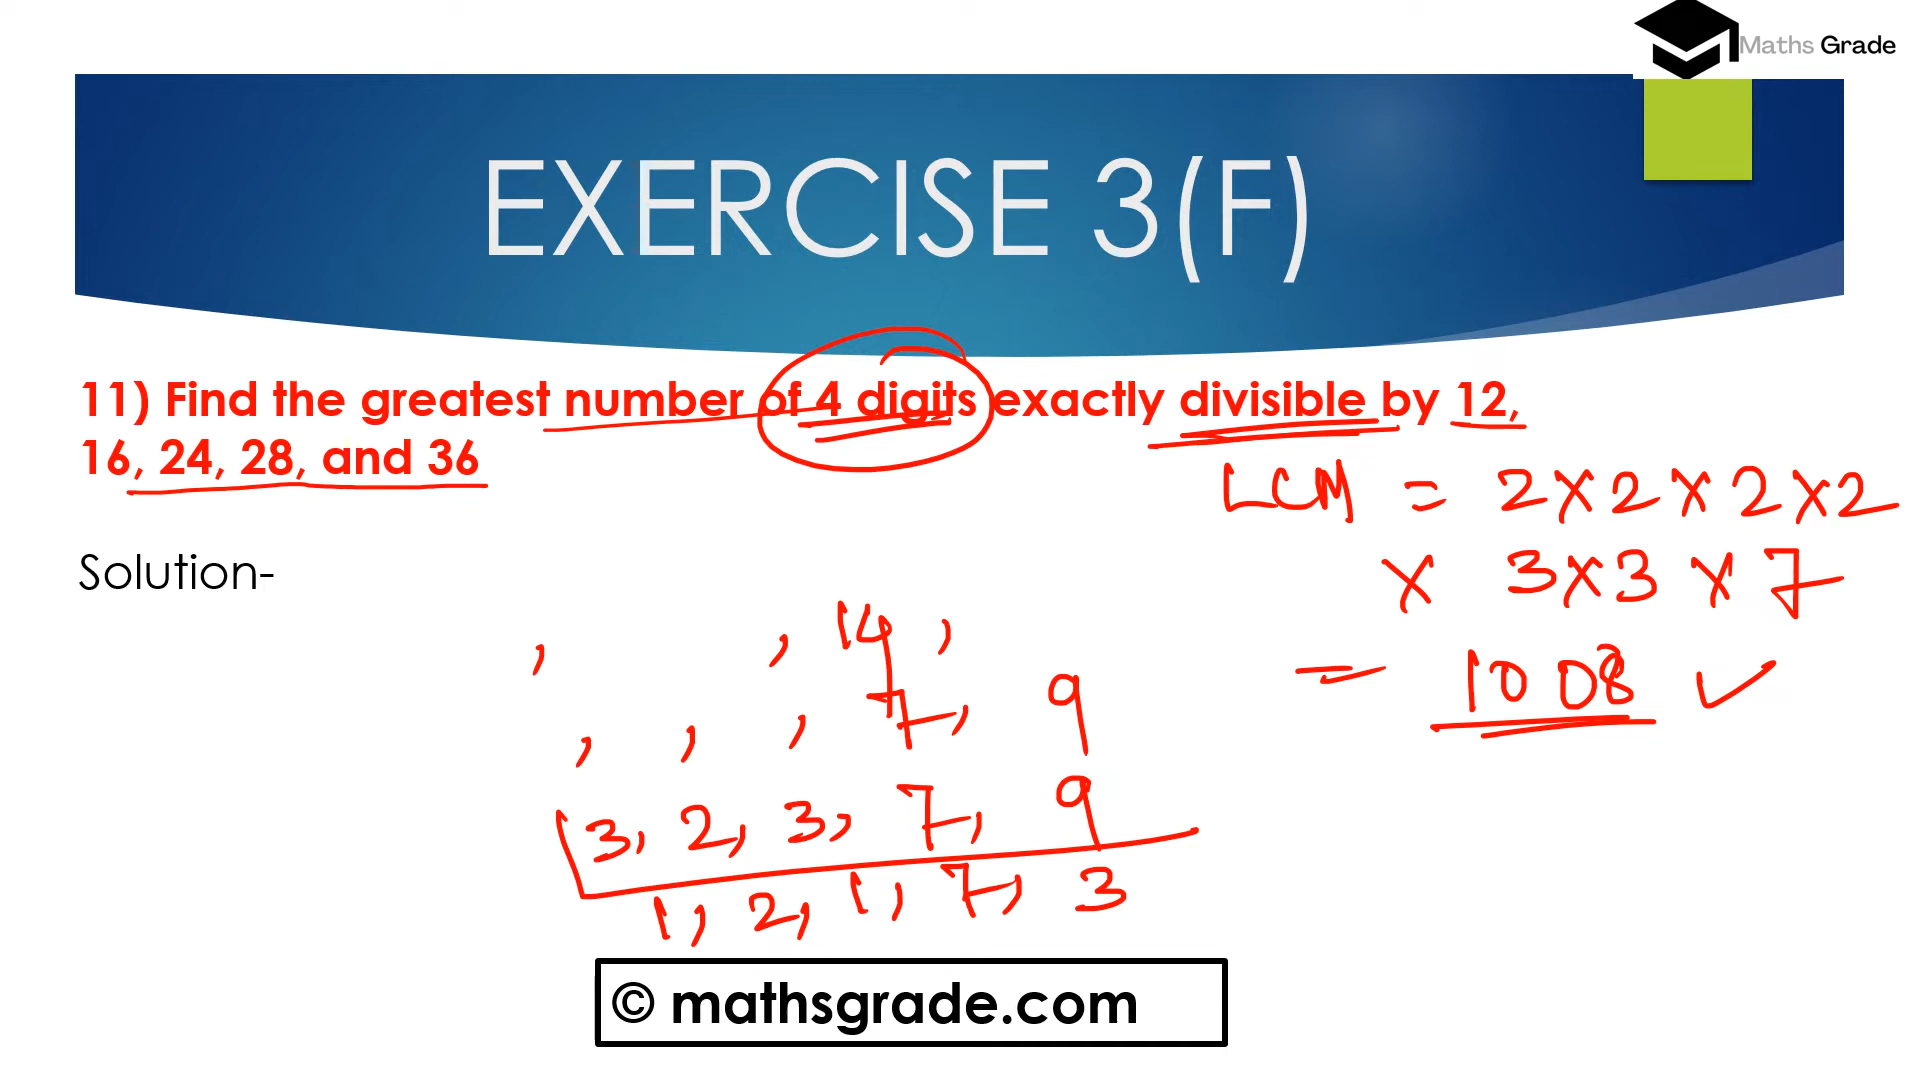 Maths Grade
EXERCISE 3(F)
11) Find the greatest number of 4 digits exactly divisible by 12,
16, 24, 28, and 36
LCM = 2 X 2 X 2 X 2
X 3 X 3 X 7
= 1008 ✓
Solution-
, , 14 ,
, , , 7, 9
3, 2, 3, 7, 9
1, 2, 1, 7, 3
© mathsgrade.com